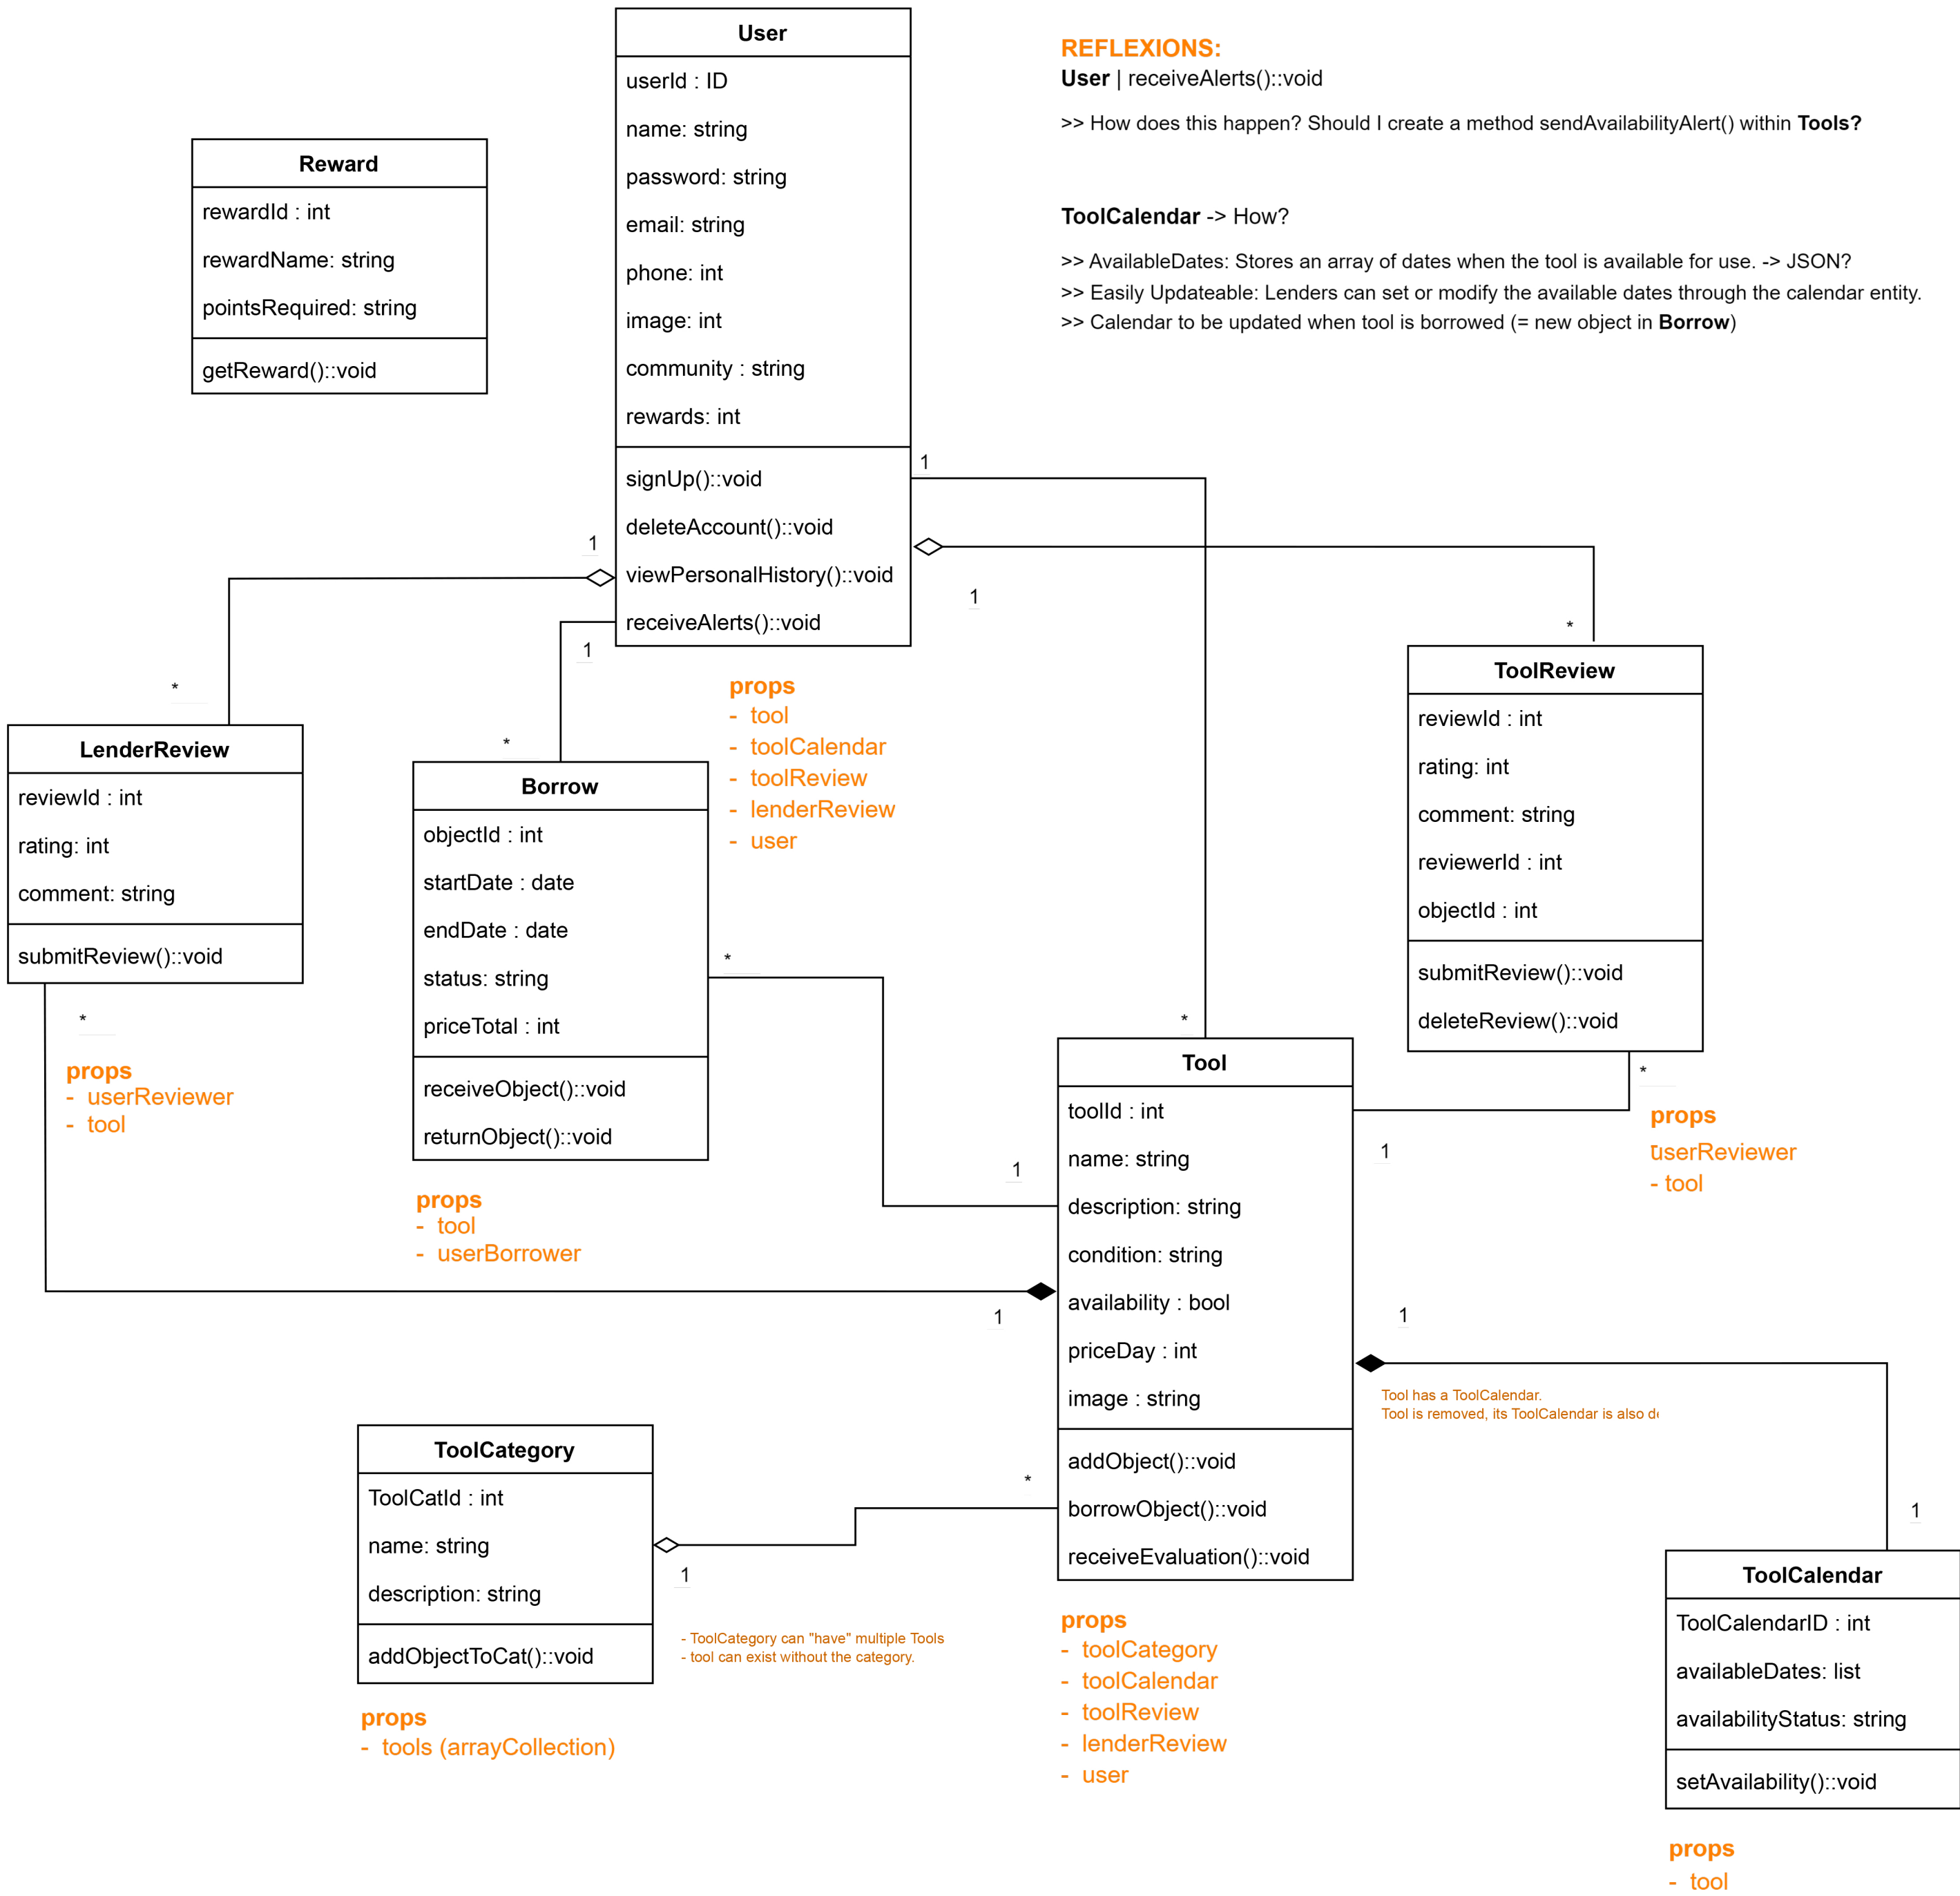 User
userId : ID
name: string
password: string
email: string
phone: int
image: int
community : string
rewards: int
signUp()::void
deleteAccount()::void
viewPersonalHistory()::void
receiveAlerts()::void
props
- tool
- toolCalendar
- toolReview
- lenderReview
- user
REFLEXIONS:
User | receiveAlerts()::void
>> How does this happen? Should I create a method sendAvailabilityAlert() within Tools?
ToolCalendar -> How?
>> AvailableDates: Stores an array of dates when the tool is available for use. -> JSON?
>> Easily Updateable: Lenders can set or modify the available dates through the calendar entity.
>> Calendar to be updated when tool is borrowed (= new object in Borrow)
Reward
rewardId : int
rewardName: string
pointsRequired: string
getReward()::void
1
1
1
1
*
*
*
LenderReview
reviewId : int
rating: int
comment: string
submitReview()::void
*
props
- userReviewer
- tool
Borrow
objectId : int
startDate : date
endDate : date
status: string
priceTotal : int
receiveObject()::void
returnObject()::void
*
props
- tool
- userBorrower
ToolReview
reviewId : int
rating: int
comment: string
reviewerId : int
objectId : int
submitReview()::void
deleteReview()::void
*
props
userReviewer
- tool
*
Tool
toolId : int
name: string
description: string
condition: string
availability : bool
priceDay : int
image : string
addObject()::void
borrowObject()::void
receiveEvaluation()::void
1
1
1
1
*
props
- toolCategory
- toolCalendar
- toolReview
- lenderReview
- user
Tool has a ToolCalendar.
Tool is removed, its ToolCalendar is also
ToolCategory
ToolCatId : int
name: string
description: string
addObjectToCat()::void
1
- ToolCategory can "have" multiple Tools
- tool can exist without the category.
props
- tools (arrayCollection)
1
ToolCalendar
ToolCalendarID : int
availableDates: list
availabilityStatus: string
setAvailability()::void
props
- tool